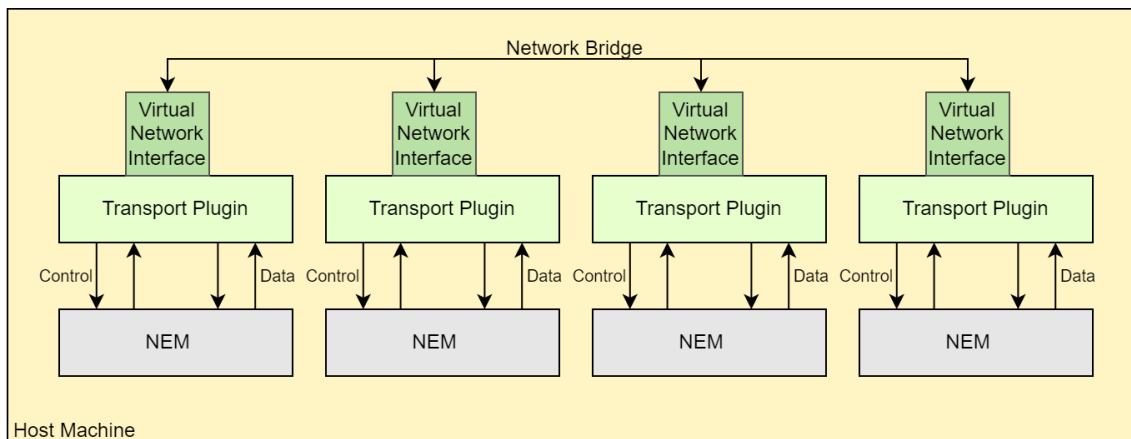 Network Bridge
Virtual
Network
Interface
Virtual
Network
Interface
Virtual
Network
Interface
Virtual
Network
Interface
Transport Plugin
Transport Plugin
Transport Plugin
Transport Plugin
Control
Data
Control
Data
Control
Data
Control
Data
NEM
NEM
NEM
NEM
Host Machine